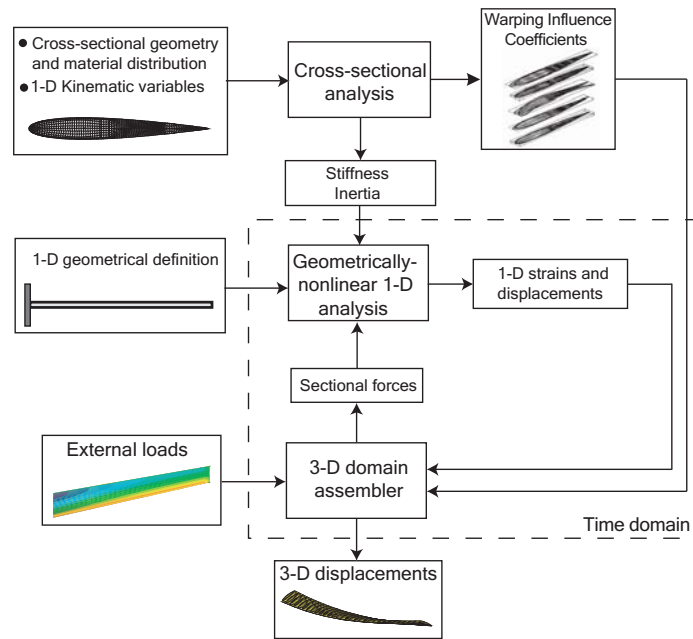 ● Cross-sectional geometry
and material distribution
● 1-D Kinematic variables
Cross-sectional
analysis
Warping Influence
Coefficients
Stiffness
Inertia
1-D geometrical definition
Geometrically-
nonlinear 1-D
analysis
1-D strains and
displacements
Sectional forces
External loads
3-D domain
assembler
Time domain
3-D displacements